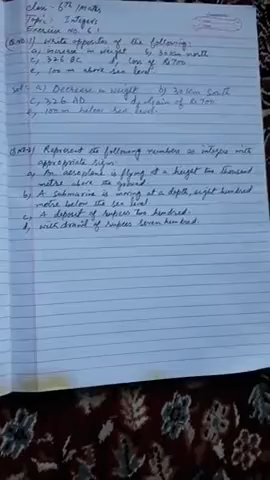 Class - 6th / Maths
Topic: Integers
Exercise No. 6.1
Q.No.1) Write opposites of the following:
a, increase in weight b, 30 km north
c, 326 BC d, loss of Rs 700
e, 100 m above sea level.
Sol: a) Decrease in weight b) 30 km South
c, 326 AD d, Gain of Rs 700
e, 100m below sea level.
Q.No.2) Represent the following numbers as integers with
appropriate sign.
a) An aeroplane is flying at a height two thousand
metre above the ground
b) A submarine is moving at a depth, eight hundred
metre below the sea level
c, A deposit of rupees two hundred.
d, withdrawl of rupees seven hundred.